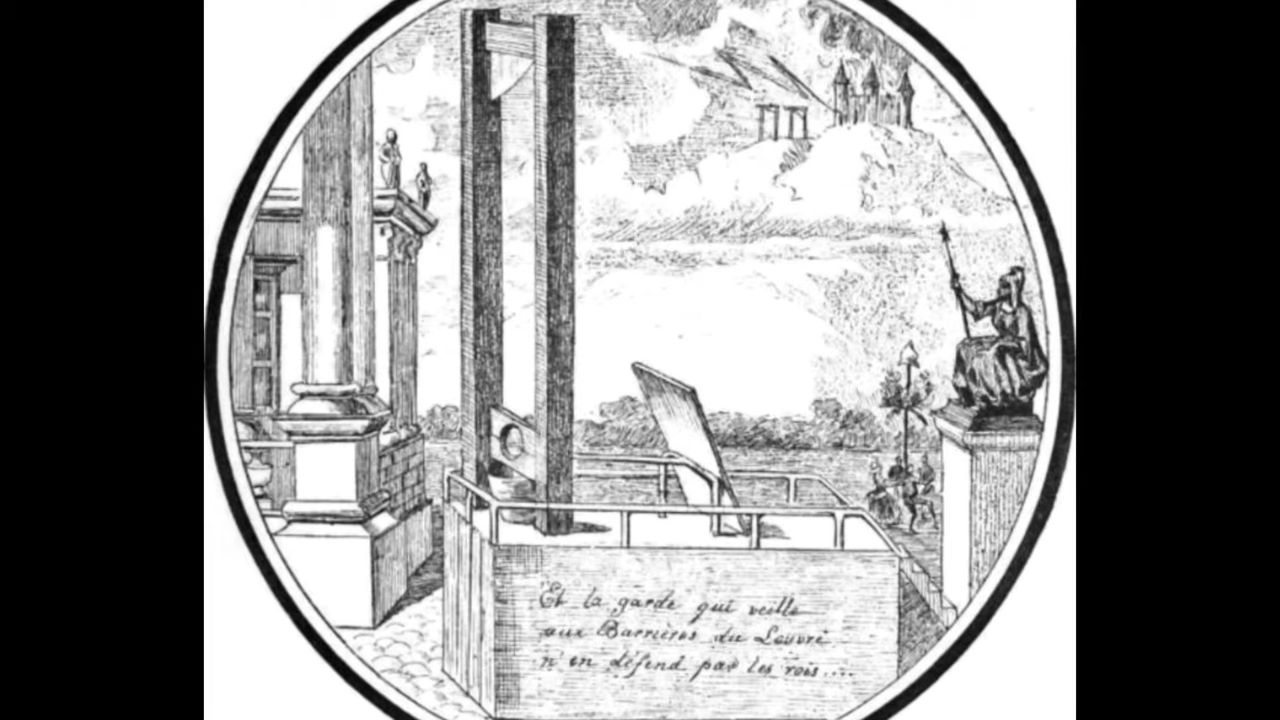 Et la garde qui veille
aux Barrières du Louvre
n'en défend pas les rois....